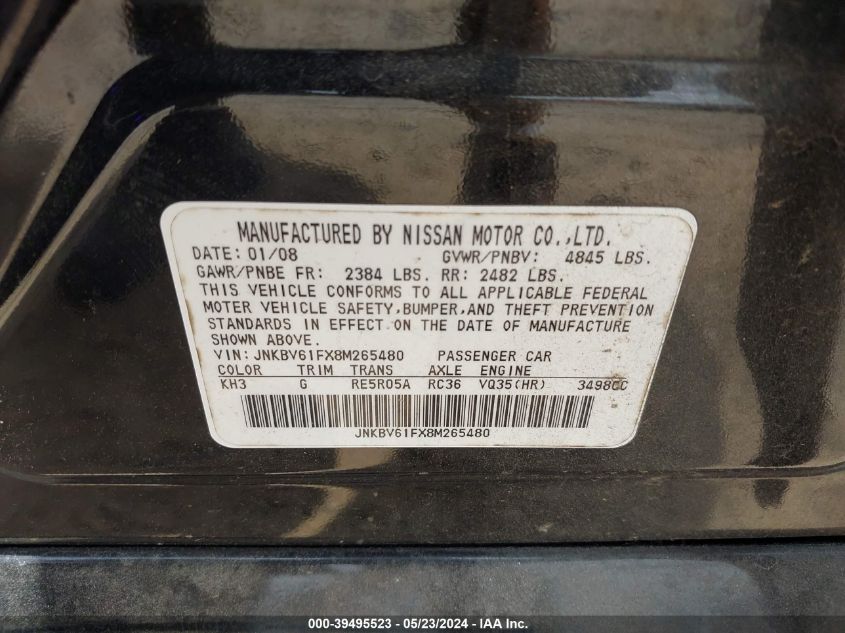 MANUFACTURED BY NISSAN MOTOR CO.,LTD.
DATE: 01/08 GVWR/PNBV: 4845 LBS.
GAWR/PNBE FR: 2384 LBS. RR: 2482 LBS.
THIS VEHICLE CONFORMS TO ALL APPLICABLE FEDERAL
MOTER VEHICLE SAFETY,BUMPER,AND THEFT PREVENTION
STANDARDS IN EFFECT ON THE DATE OF MANUFACTURE
SHOWN ABOVE.
VIN: JNKBV61FX8M265480 PASSENGER CAR
COLOR TRIM TRANS AXLE ENGINE
KH3 G RE5R05A RC36 VQ35(HR) 3498CC
JNKBV61FX8M265480
000-39495523 - 05/23/2024 - IAA Inc.